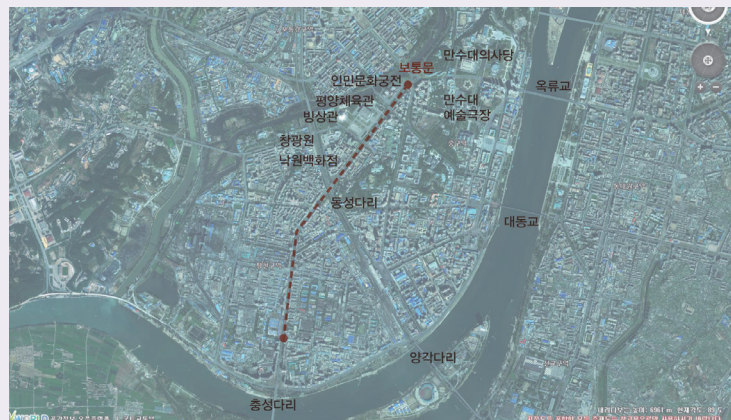 만수대의사당
보통문
인민문화궁전
옥류교
평양체육관
만수대
예술극장
빙상관
창광원
낙원백화점
동성다리
대동교
양각다리
충성다리